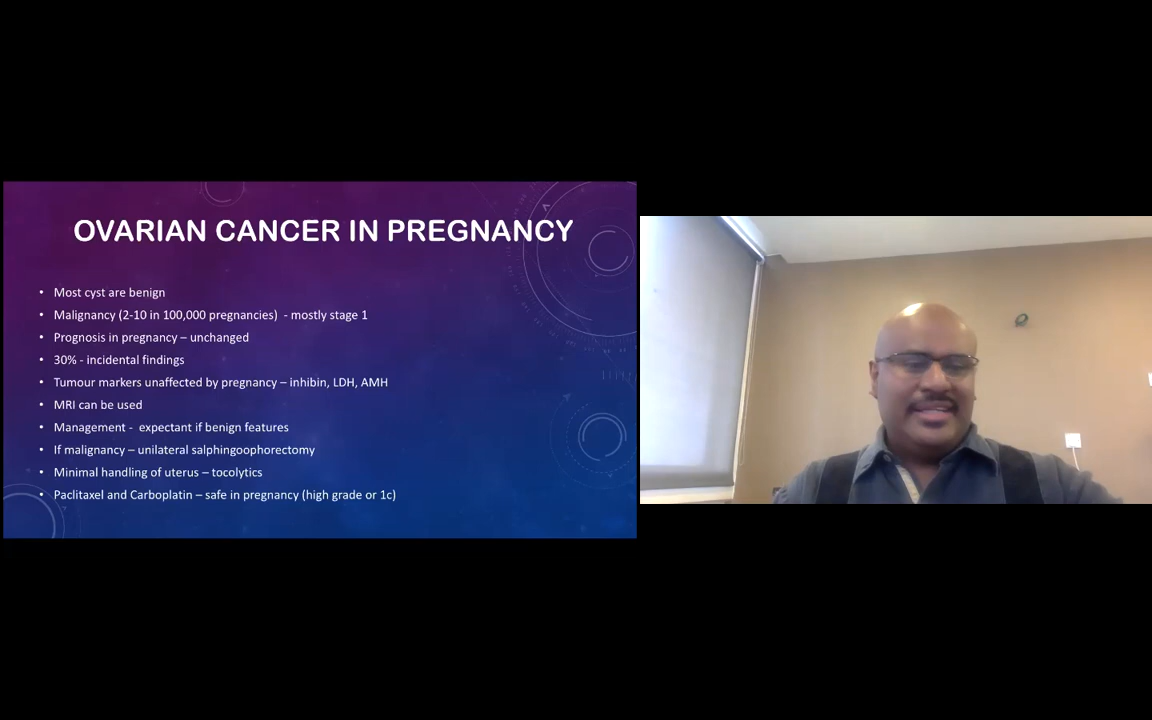 OVARIAN CANCER IN PREGNANCY
• Most cyst are benign
• Malignancy (2-10 in 100,000 pregnancies) - mostly stage 1
• Prognosis in pregnancy – unchanged
• 30% - incidental findings
• Tumour markers unaffected by pregnancy – inhibin, LDH, AMH
• MRI can be used
• Management - expectant if benign features
• If malignancy – unilateral salphingoophorectomy
• Minimal handling of uterus – tocolytics
• Paclitaxel and Carboplatin – safe in pregnancy (high grade or 1c)